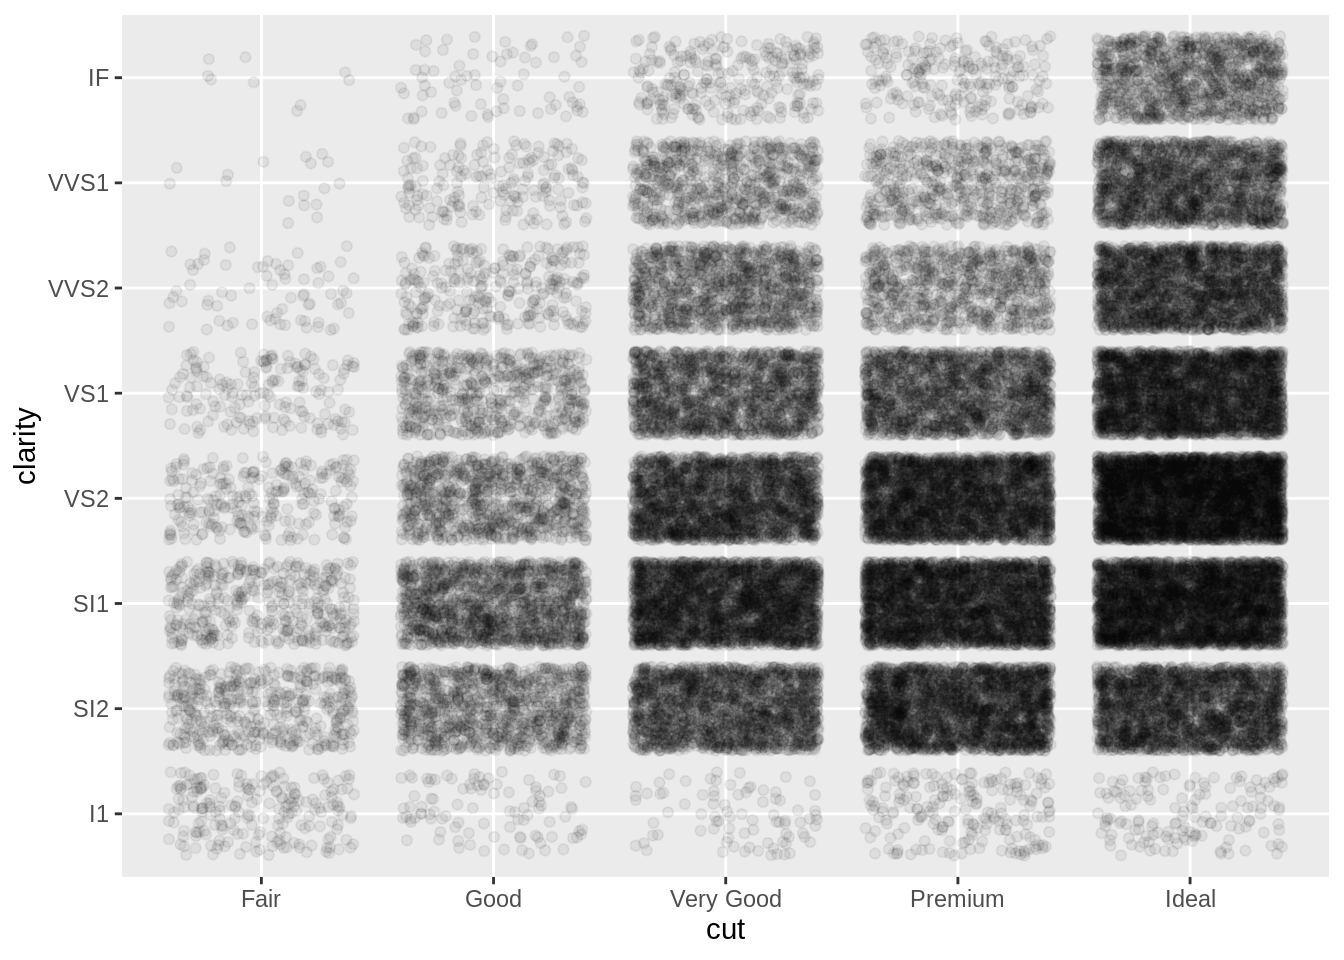 IF
VVS1
VVS2
VS1
VS2
SI1
SI2
I1
clarity
Fair Good Very Good Premium Ideal
cut